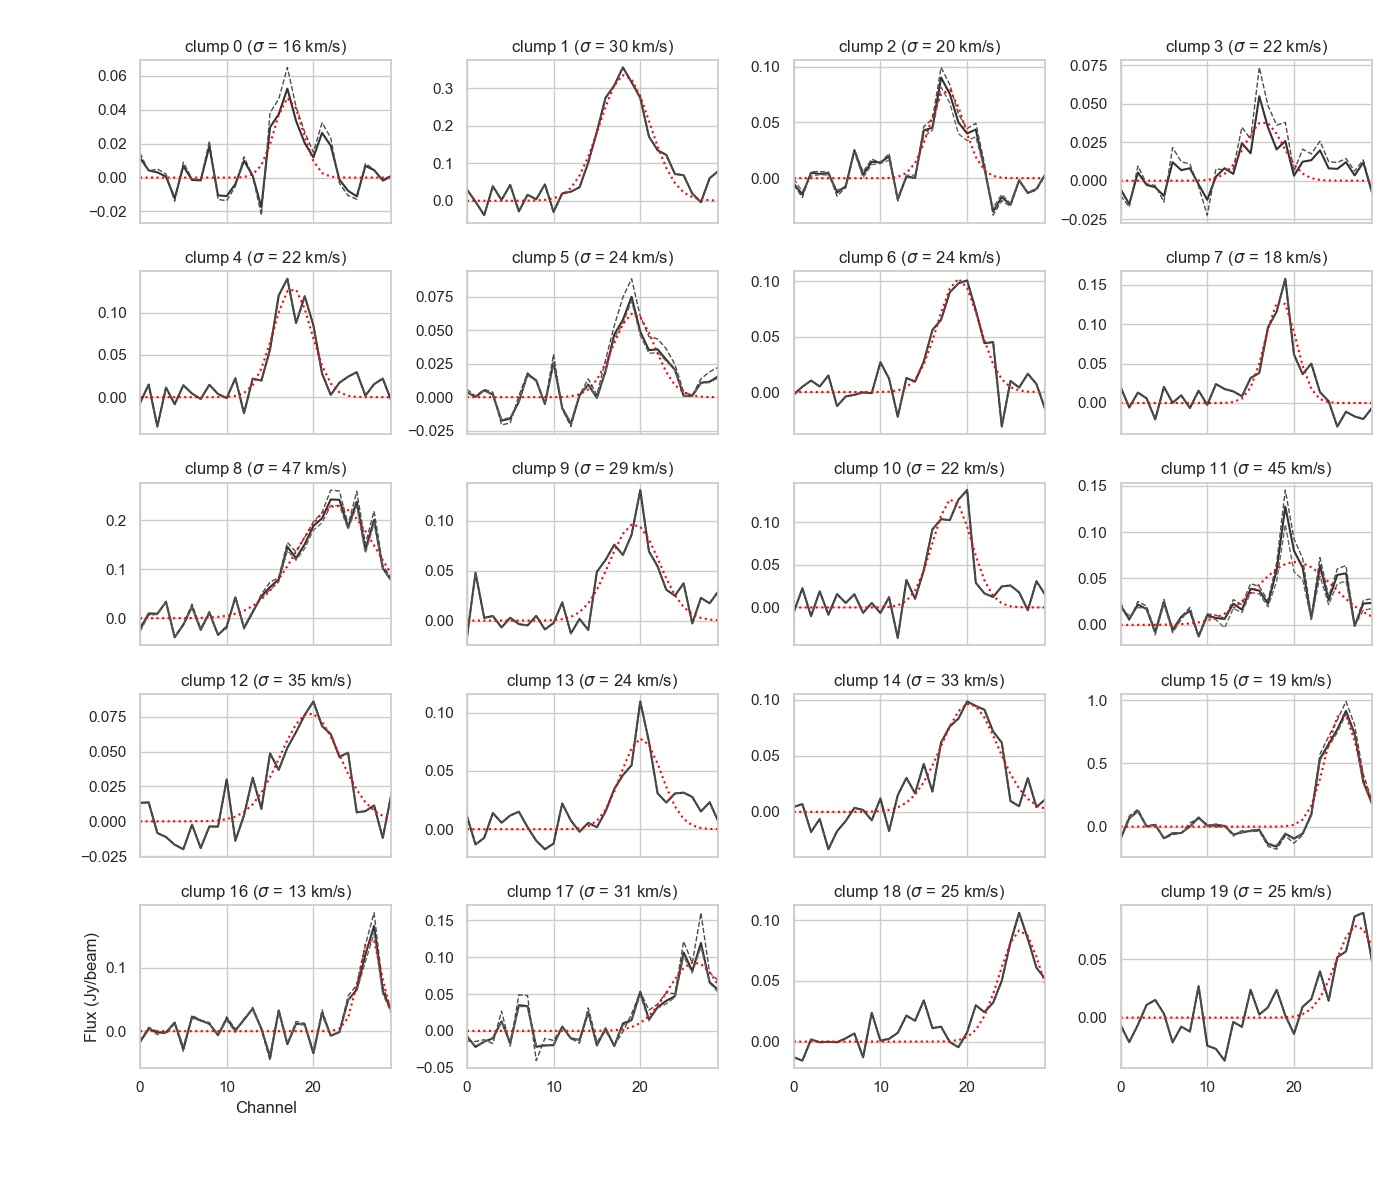 clump 0 (σ = 16 km/s) clump 1 (σ = 30 km/s) clump 2 (σ = 20 km/s) clump 3 (σ = 22 km/s)
0.06 0.04 0.02 0.00 −0.02
0.3 0.2 0.1 0.0
0.10 0.05 0.00
0.075 0.050 0.025 0.000 −0.025
clump 4 (σ = 22 km/s) clump 5 (σ = 24 km/s) clump 6 (σ = 24 km/s) clump 7 (σ = 18 km/s)
0.10 0.05 0.00
0.075 0.050 0.025 0.000 −0.025
0.10 0.05 0.00
0.15 0.10 0.05 0.00
clump 8 (σ = 47 km/s) clump 9 (σ = 29 km/s) clump 10 (σ = 22 km/s) clump 11 (σ = 45 km/s)
0.2 0.1 0.0
0.10 0.05 0.00
0.10 0.05 0.00
0.15 0.10 0.05 0.00
clump 12 (σ = 35 km/s) clump 13 (σ = 24 km/s) clump 14 (σ = 33 km/s) clump 15 (σ = 19 km/s)
0.075 0.050 0.025 0.000 −0.025
0.10 0.05 0.00
0.10 0.05 0.00
1.0 0.5 0.0
clump 16 (σ = 13 km/s) clump 17 (σ = 31 km/s) clump 18 (σ = 25 km/s) clump 19 (σ = 25 km/s)
Flux (Jy/beam)
0.1 0.0
0.15 0.10 0.05 0.00 −0.05
0.10 0.05 0.00
0.05 0.00
0 10 20 0 10 20 0 10 20 0 10 20
Channel